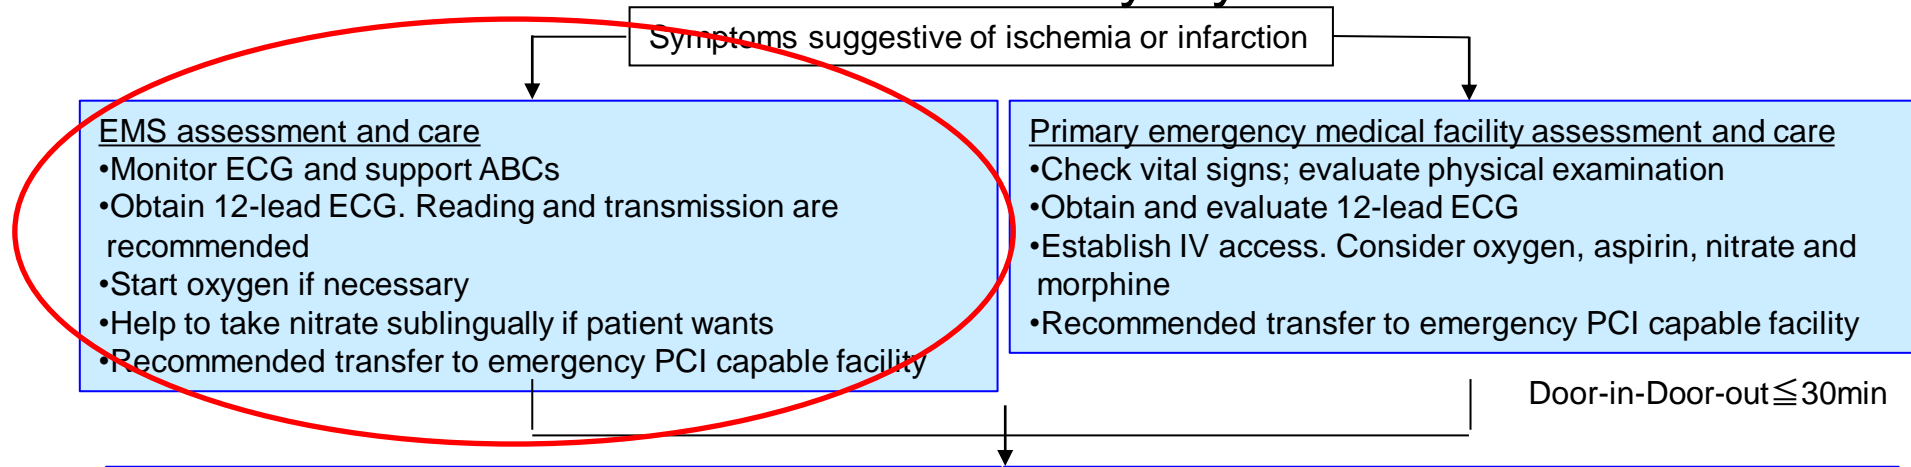 Symptoms suggestive of ischemia or infarction
EMS assessment and care
•Monitor ECG and support ABCs
•Obtain 12-lead ECG. Reading and transmission are
recommended
•Start oxygen if necessary
•Help to take nitrate sublingually if patient wants
•Recommended transfer to emergency PCI capable facility
Primary emergency medical facility assessment and care
•Check vital signs; evaluate physical examination
•Obtain and evaluate 12-lead ECG
•Establish IV access. Consider oxygen, aspirin, nitrate and
morphine
•Recommended transfer to emergency PCI capable facility
Door-in-Door-out≦30min